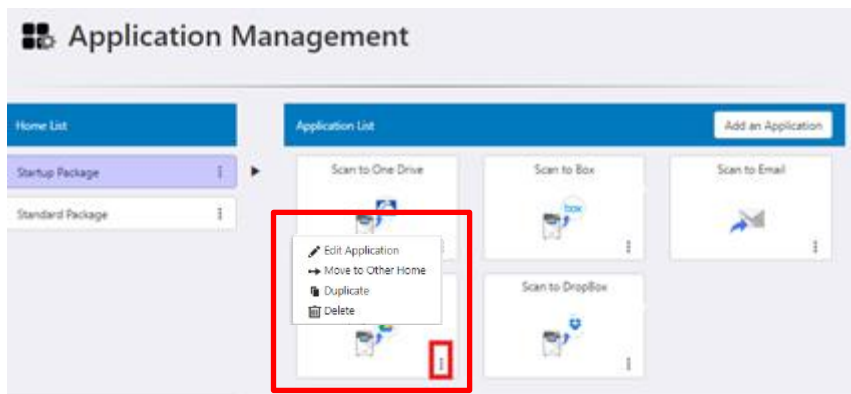 Application Management
Home List
Application List
Add an Application
Startup Package
Standard Package
Scan to One Drive
Scan to Box
Scan to Email
box
Edit Application
Move to Other Home
Duplicate
Delete
Scan to DropBox